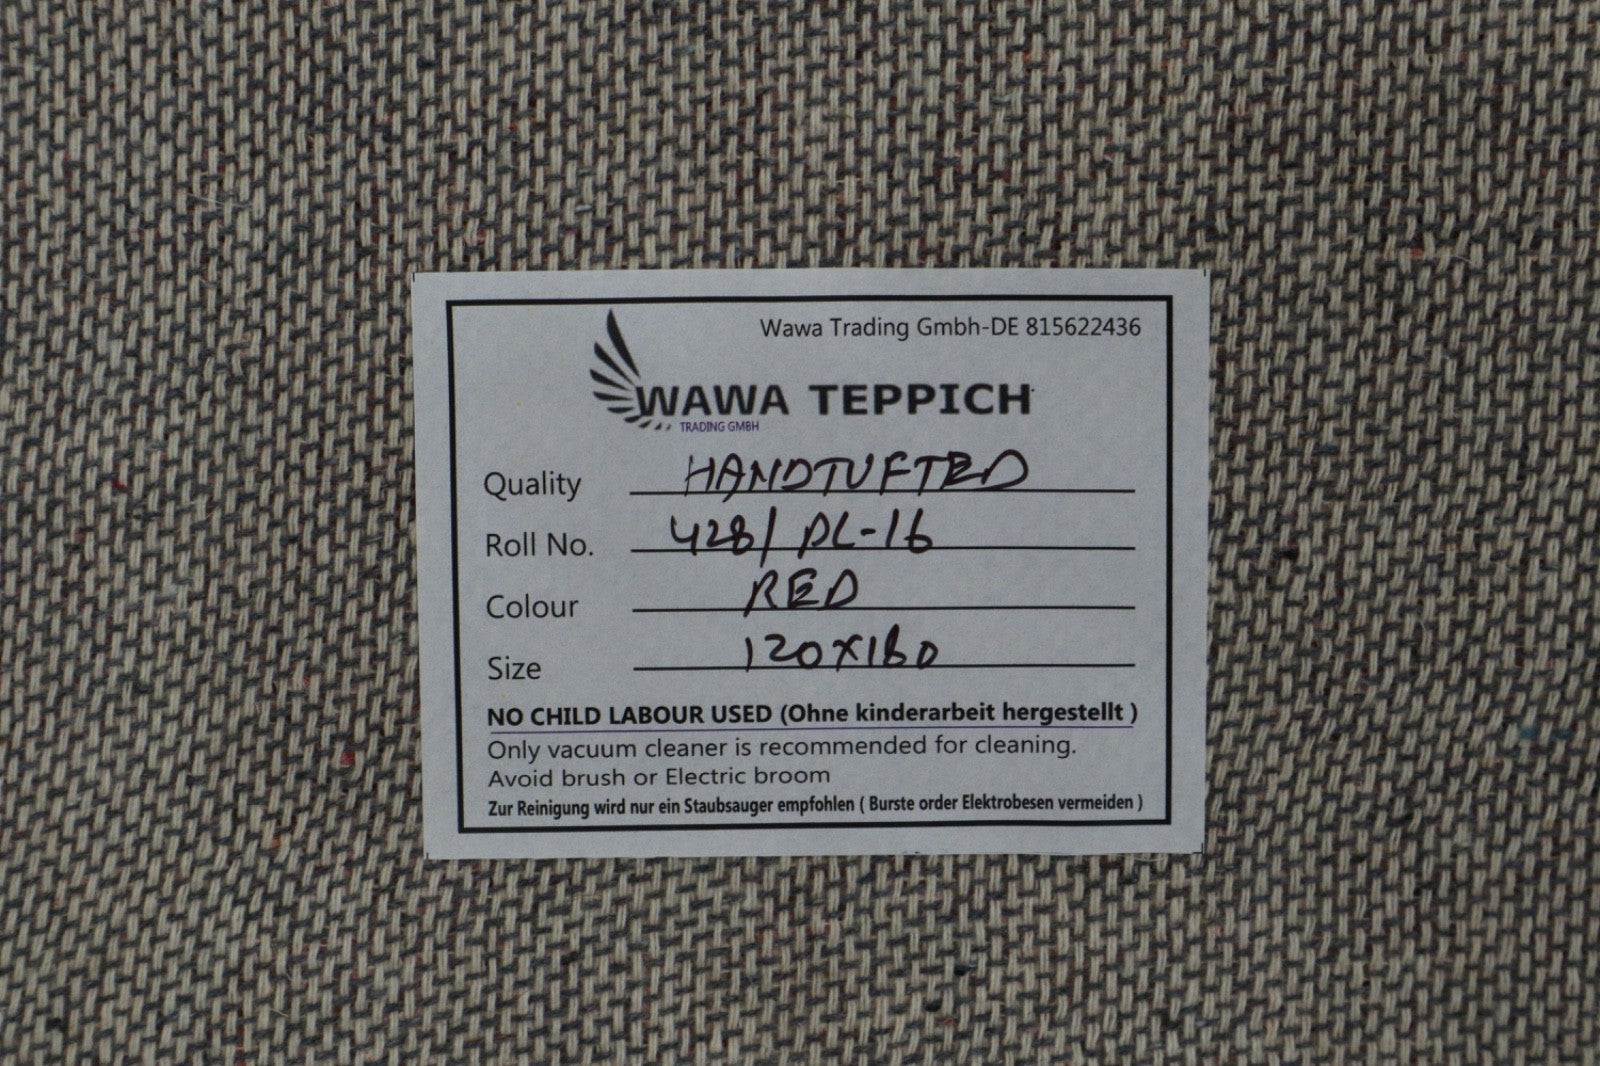 Wawa Trading Gmbh-DE 815622436
WAWA TEPPICH
TRADING GMBH
Quality HANDTUFTED
Roll No. 428/ DL-16
Colour RED
Size 120X180
NO CHILD LABOUR USED (Ohne kinderarbeit hergestellt )
Only vacuum cleaner is recommended for cleaning.
Avoid brush or Electric broom
Zur Reinigung wird nur ein Staubsauger empfohlen ( Burste order Elektrobesen vermeiden )